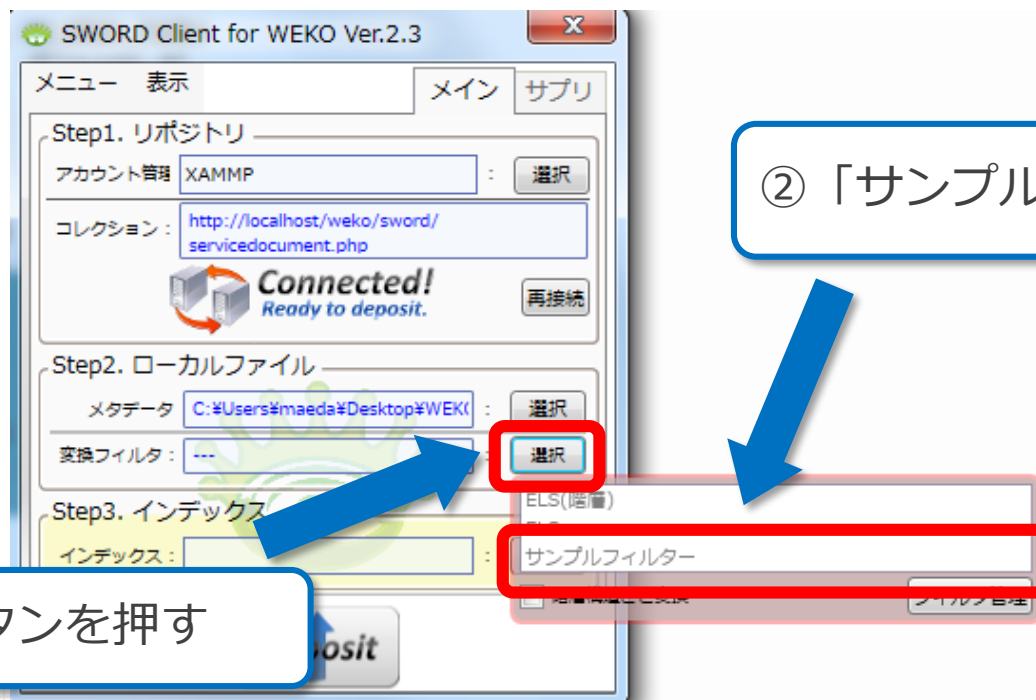 SWORD Client for WEKO Ver.2.3
メニュー 表示 メイン サプリ
Step1. リポジトリ
アカウント管理 XAMMP : 選択
コレクション : http://localhost/weko/sword/
servicedocument.php
Connected!
Ready to deposit.
再接続
②「サンプル
Step2. ローカルファイル
メタデータ C:¥Users¥maeda¥Desktop¥WEK : 選択
変換フィルタ : --- : 選択
ELS(階層)
Step3. インデックス
インデックス : :
サンプルフィルター
フィルタ管理
タンを押す
osit